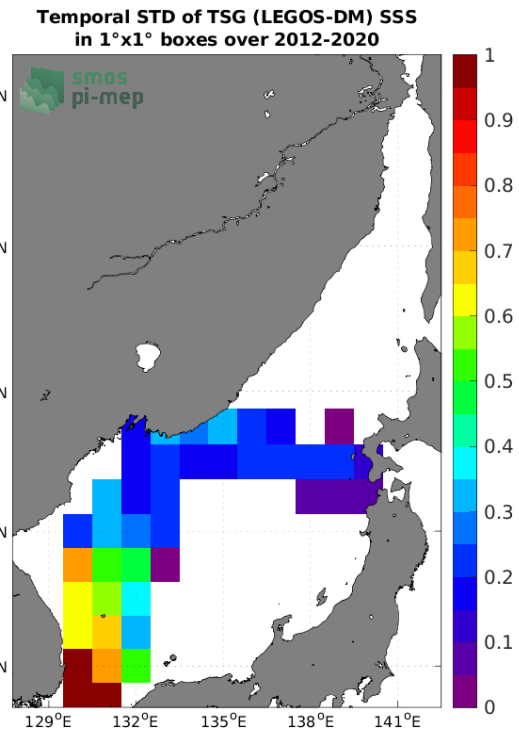 Temporal STD of TSG (LEGOS-DM) SSS
in 1°x1° boxes over 2012-2020
smos
pi-mep
1
0.9
0.8
0.7
0.6
0.5
0.4
0.3
0.2
0.1
0
N
N
N
N
N
129°E 132°E 135°E 138°E 141°E